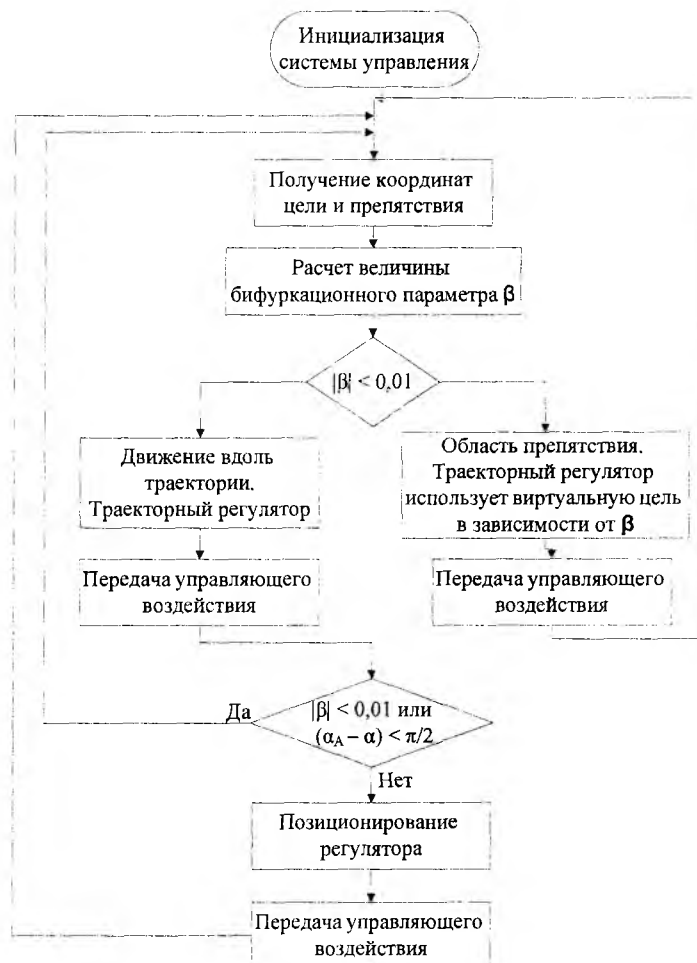 Инициализация
системы управления
Получение координат
цели и препятствия
Расчет величины
бифуркационного параметра β
|β| < 0,01
Движение вдоль
траектории.
Траекторный регулятор
Область препятствия.
Траекторный регулятор
использует виртуальную цель
в зависимости от β
Передача управляющего
воздействия
Передача управляющего
воздействия
Да
|β| < 0,01 или
(α_A – α) < π/2
Нет
Позиционирование
регулятора
Передача управляющего
воздействия